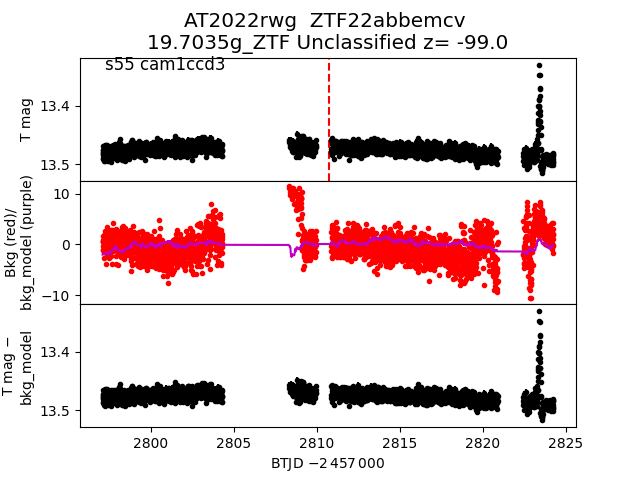 AT2022rwg  ZTF22abbemcv
19.7035g_ZTF Unclassified z= -99.0
s55 cam1ccd3
T mag
13.4
13.5
Bkg (red)/
bkg_model (purple)
10
0
−10
T mag −
bkg_model
13.4
13.5
2800
2805
2810
2815
2820
2825
BTJD −2 457 000